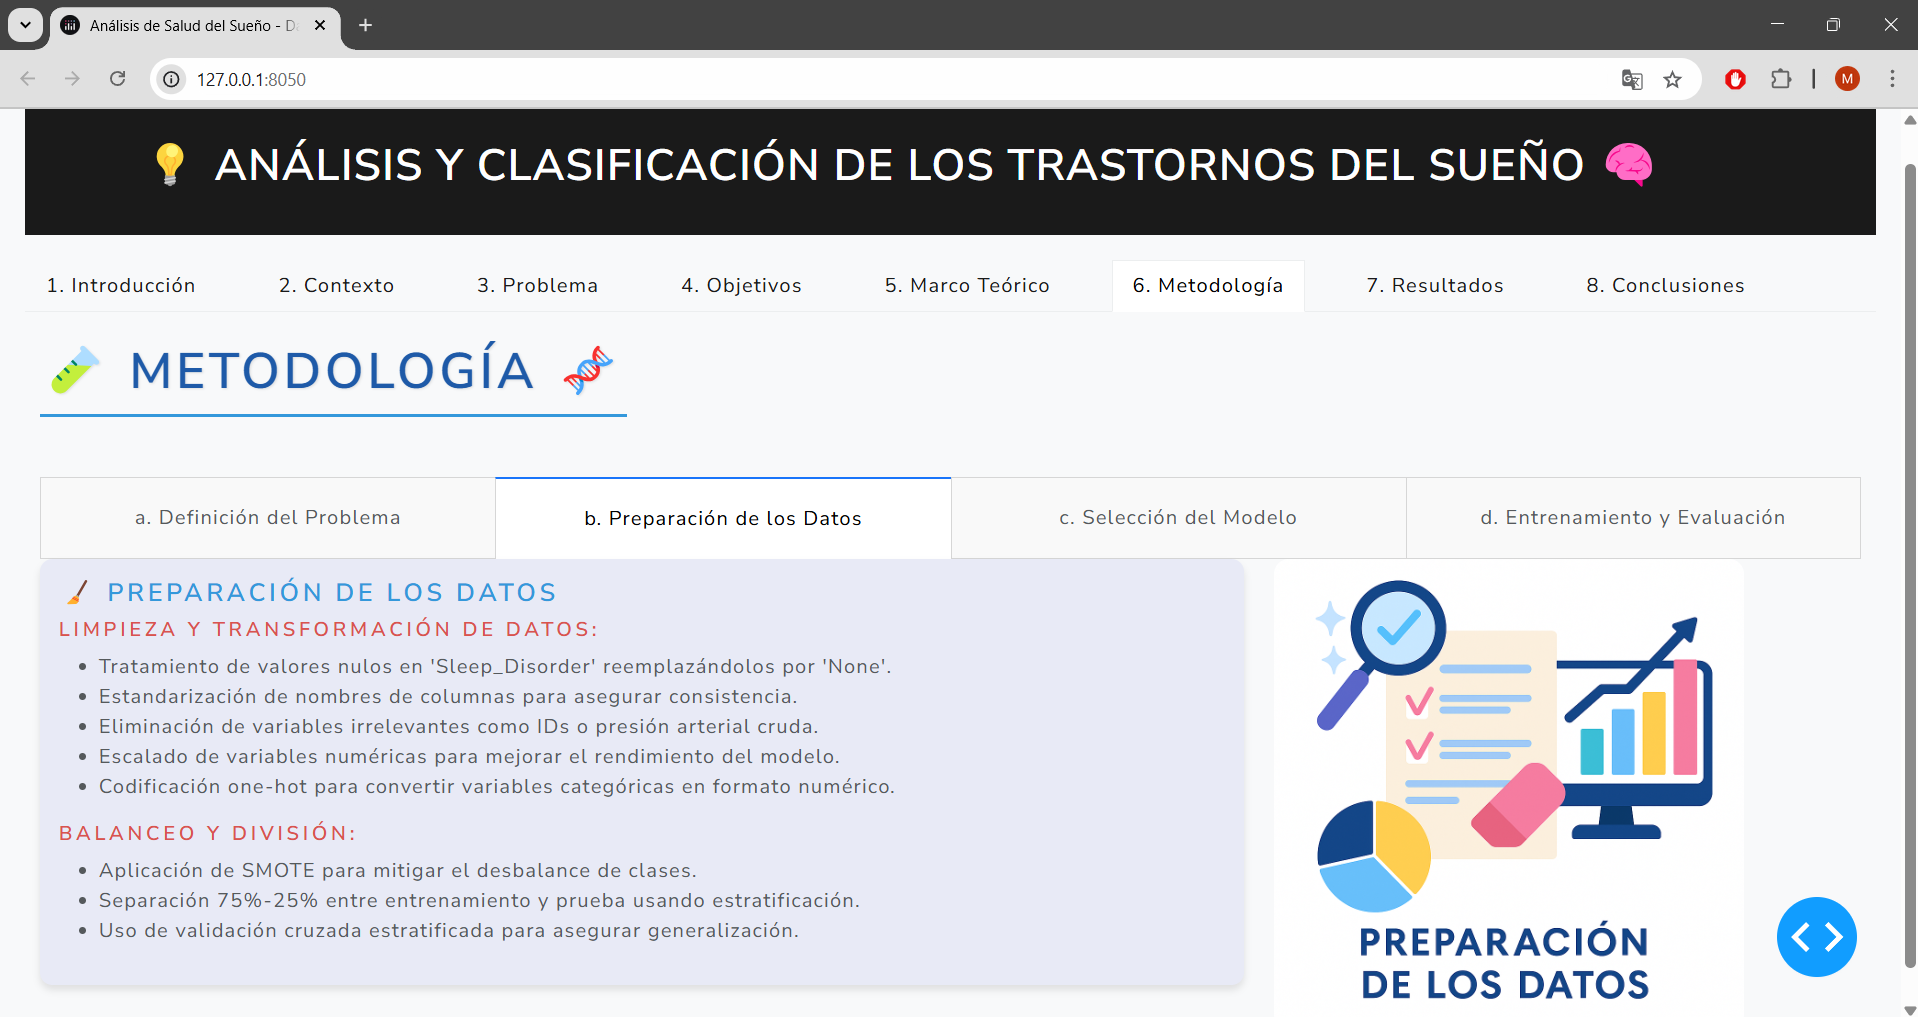 Análisis de Salud del Sueño - Da
127.0.0.1:8050
M
ANÁLISIS Y CLASIFICACIÓN DE LOS TRASTORNOS DEL SUEÑO
1. Introducción
2. Contexto
3. Problema
4. Objetivos
5. Marco Teórico
6. Metodología
7. Resultados
8. Conclusiones
METODOLOGÍA
a. Definición del Problema
b. Preparación de los Datos
c. Selección del Modelo
d. Entrenamiento y Evaluación
PREPARACIÓN DE LOS DATOS
LIMPIEZA Y TRANSFORMACIÓN DE DATOS:
• Tratamiento de valores nulos en 'Sleep_Disorder' reemplazándolos por 'None'.
• Estandarización de nombres de columnas para asegurar consistencia.
• Eliminación de variables irrelevantes como IDs o presión arterial cruda.
• Escalado de variables numéricas para mejorar el rendimiento del modelo.
• Codificación one-hot para convertir variables categóricas en formato numérico.
BALANCEO Y DIVISIÓN:
• Aplicación de SMOTE para mitigar el desbalance de clases.
• Separación 75%-25% entre entrenamiento y prueba usando estratificación.
• Uso de validación cruzada estratificada para asegurar generalización.
PREPARACIÓN
DE LOS DATOS